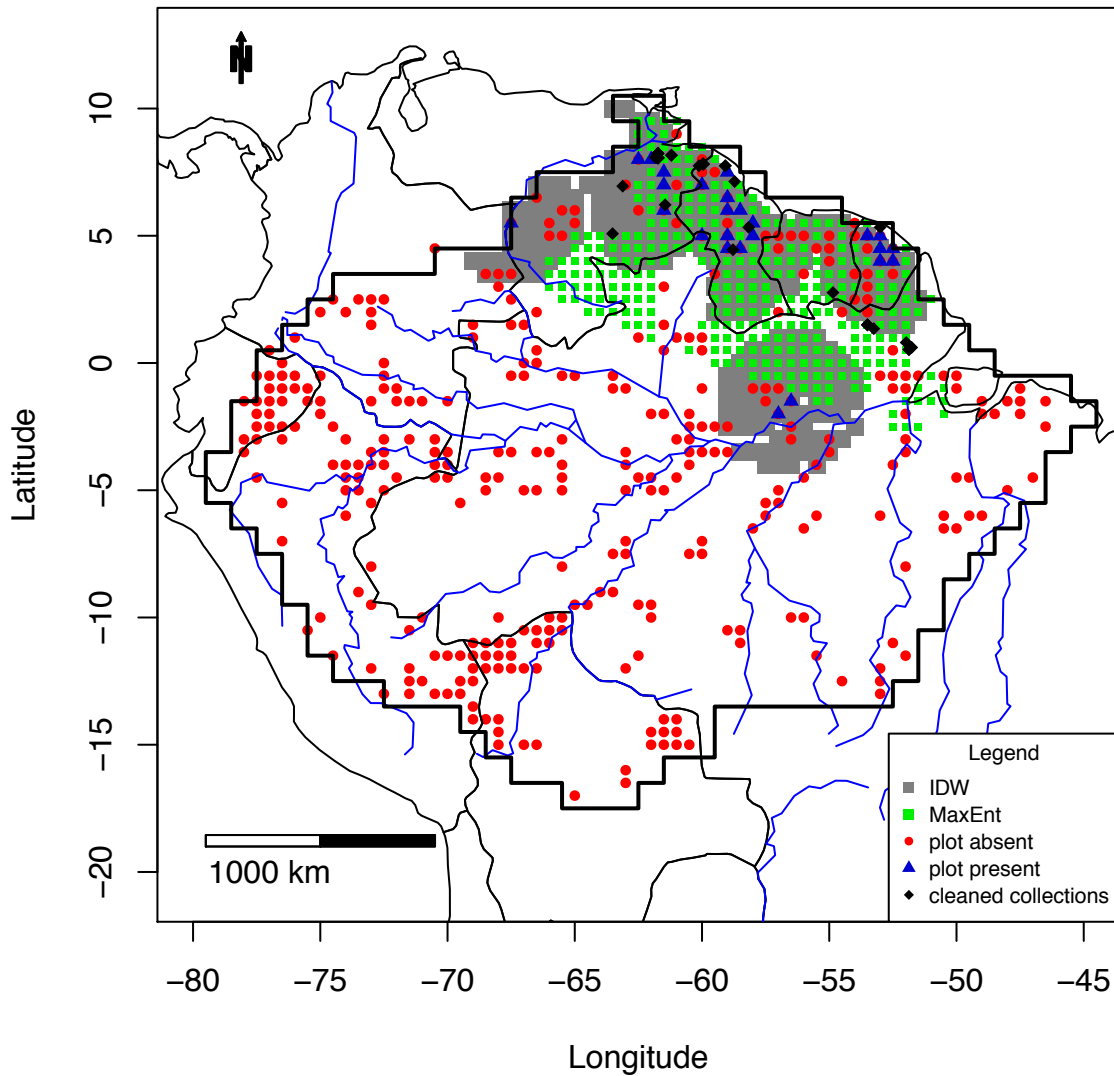 N
Latitude
10
5
0
−5
−10
−15
−20
1000 km
Legend
IDW
MaxEnt
plot absent
plot present
cleaned collections
−80 −75 −70 −65 −60 −55 −50 −45
Longitude